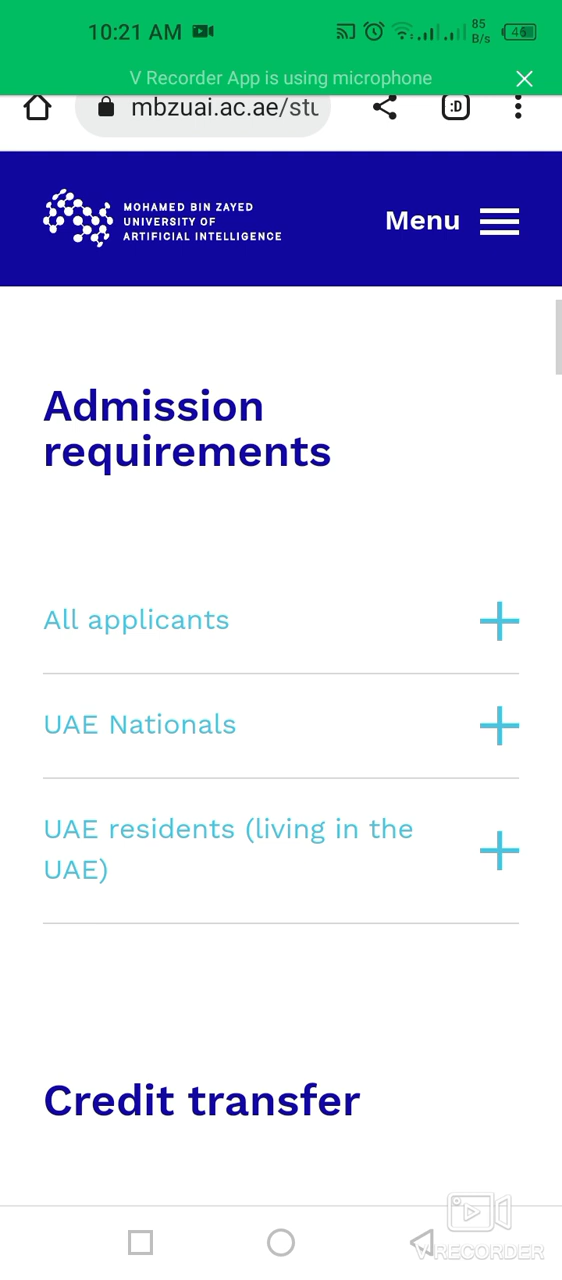 10:21 AM
85
B/s
46
V Recorder App is using microphone
mbzuai.ac.ae/stu
:D
MOHAMED BIN ZAYED
UNIVERSITY OF
ARTIFICIAL INTELLIGENCE
Menu
Admission
requirements
All applicants
UAE Nationals
UAE residents (living in the
UAE)
Credit transfer
V RECORDER